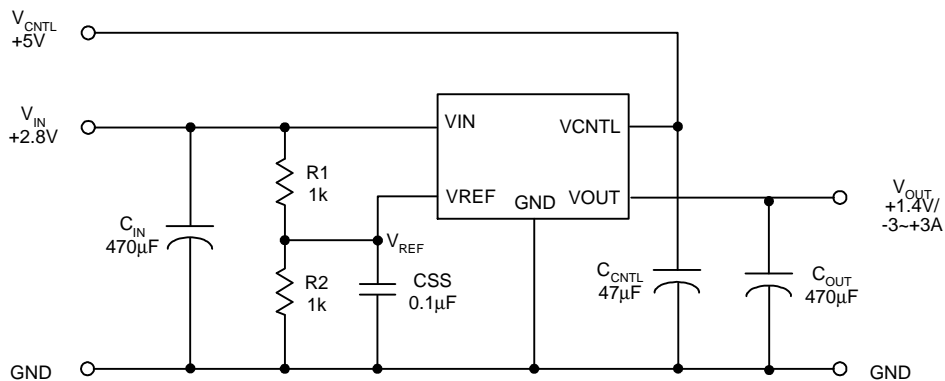 VCNTL
+5V
VIN
+2.8V
VIN
VCNTL
R1
1k
VREF
GND
VOUT
VOUT
+1.4V/
-3~+3A
CIN
470µF
VREF
R2
1k
CSS
0.1µF
CCNTL
47µF
COUT
470µF
GND
GND